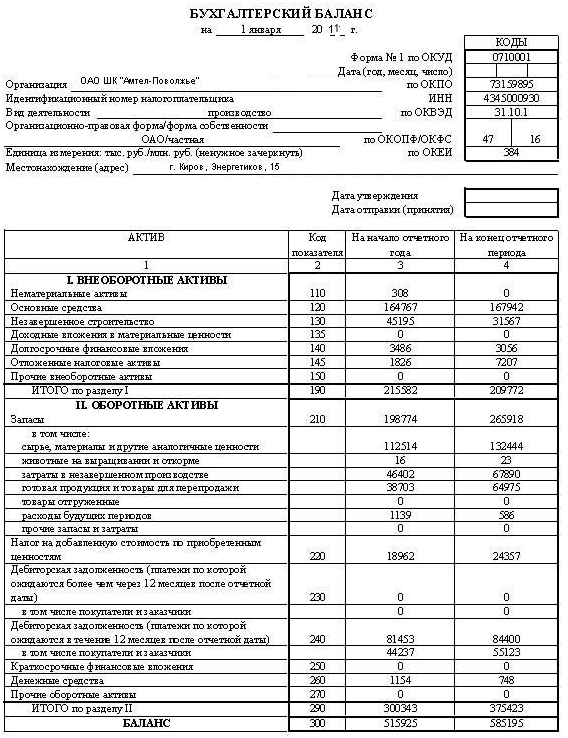 БУХГАЛТЕРСКИЙ БАЛАНС
на 1 января 20 11 г.
КОДЫ
Форма № 1 по ОКУД 0710001
Дата (год, месяц, число)
Организация ОАО ШК "Амтел-Поволжье" по ОКПО 73159895
Идентификационный номер налогоплательщика ИНН 4345000930
Вид деятельности производство по ОКВЭД 31.10.1
Организационно-правовая форма/форма собственности
ОАО/частная по ОКОПФ/ОКФС 47 16
Единица измерения: тыс. руб./млн. руб. (ненужное зачеркнуть) по ОКЕИ 384
Местонахождение (адрес) г. Киров, Энергетиков, 15
Дата утверждения
Дата отправки (принятия)
АКТИВ Код показателя На начало отчетного года На конец отчетного периода
1 2 3 4
I. ВНЕОБОРОТНЫЕ АКТИВЫ
Нематериальные активы 110 308 0
Основные средства 120 164767 167942
Незавершенное строительство 130 45195 31567
Доходные вложения в материальные ценности 135 0 0
Долгосрочные финансовые вложения 140 3486 3056
Отложенные налоговые активы 145 1826 7207
Прочие внеоборотные активы 150 0 0
ИТОГО по разделу I 190 215582 209772
II. ОБОРОТНЫЕ АКТИВЫ
Запасы 210 198774 265918
в том числе:
сырье, материалы и другие аналогичные ценности 112514 132444
животные на выращивании и откорме 16 23
затраты в незавершенном производстве 46402 67890
готовая продукция и товары для перепродажи 38703 64975
товары отгруженные 0 0
расходы будущих периодов 1139 586
прочие запасы и затраты 0 0
Налог на добавленную стоимость по приобретенным
ценностям 220 18962 24357
Дебиторская задолженность (платежи по которой
ожидаются более чем через 12 месяцев после отчетной
даты) 230 0 0
в том числе покупатели и заказчики 0 0
Дебиторская задолженность (платежи по которой
ожидаются в течение 12 месяцев после отчетной даты) 240 81453 84400
в том числе покупатели и заказчики 44237 55123
Краткосрочные финансовые вложения 250 0 0
Денежные средства 260 1154 748
Прочие оборотные активы 270 0 0
ИТОГО по разделу II 290 300343 375423
БАЛАНС 300 515925 585195